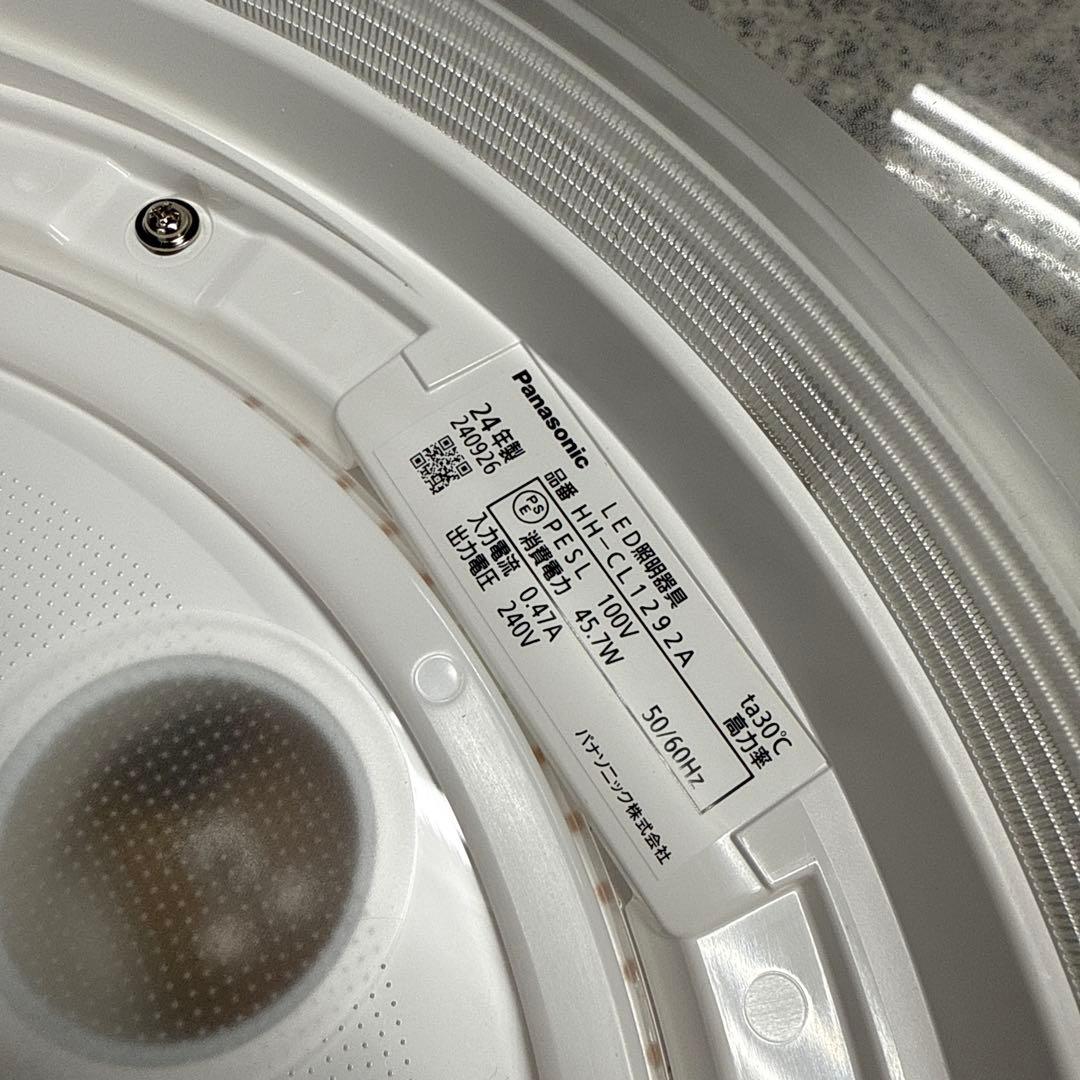 Panasonic
24年製
240926
LED照明器具
品番 HH-CL1292A
ta30℃
高力率
PSE PESL 100V 50/60Hz
消費電力 45.7W
入力電流 0.47A
出力電圧 240V
パナソニック株式会社